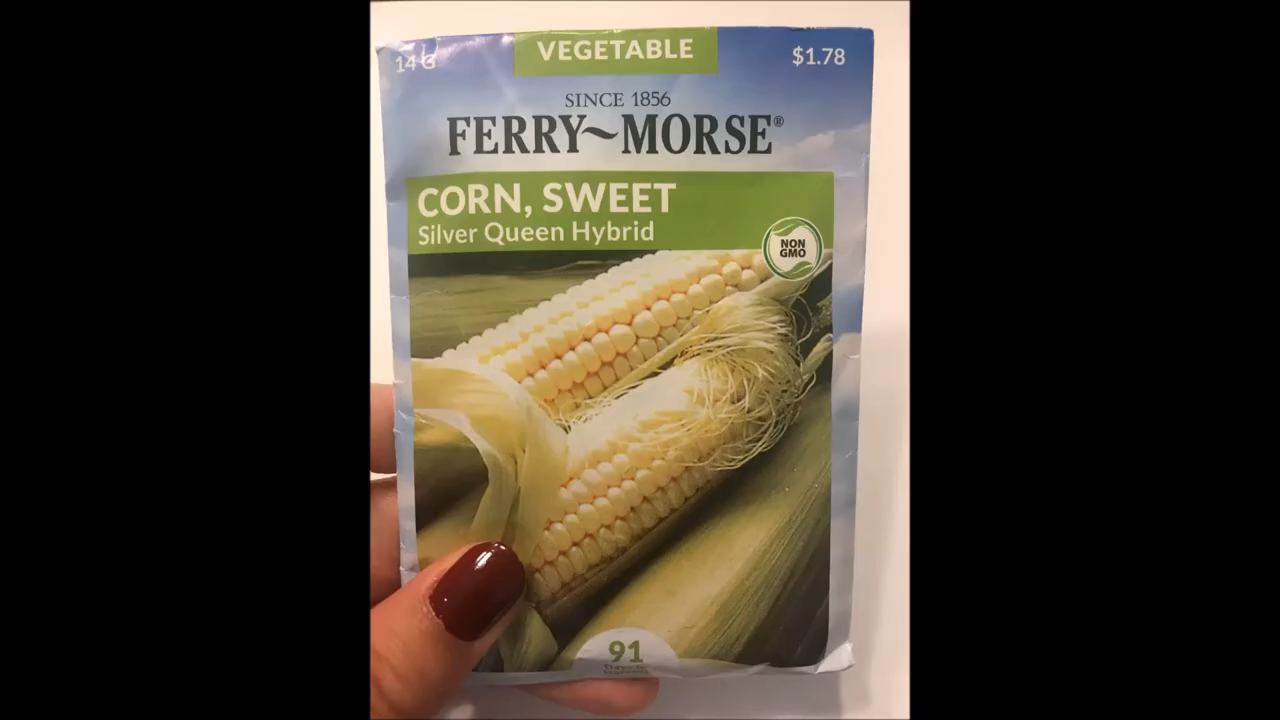 14 G
VEGETABLE
$1.78
SINCE 1856
FERRY~MORSE®
CORN, SWEET
Silver Queen Hybrid
NON
GMO
91